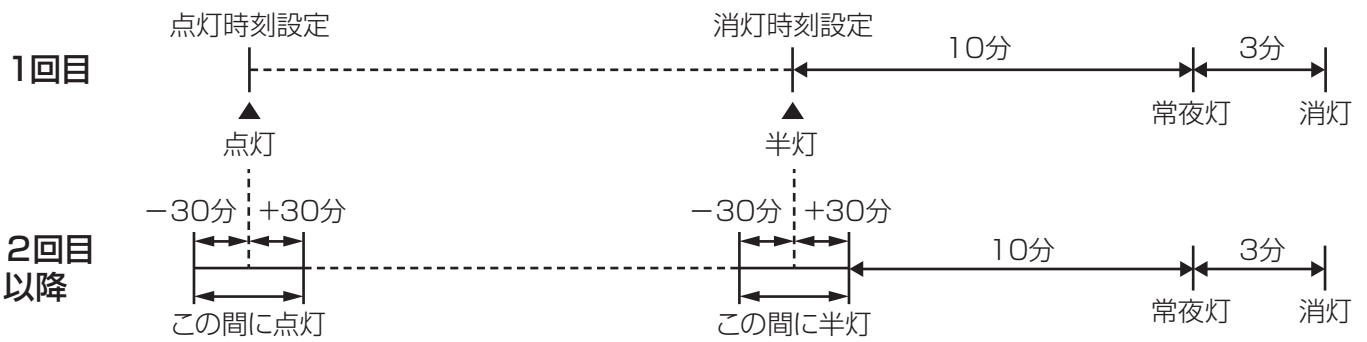 点灯時刻設定
消灯時刻設定
1回目
10分
3分
点灯
半灯
常夜灯
消灯
−30分
+30分
−30分
+30分
2回目
以降
10分
3分
この間に点灯
この間に半灯
常夜灯
消灯